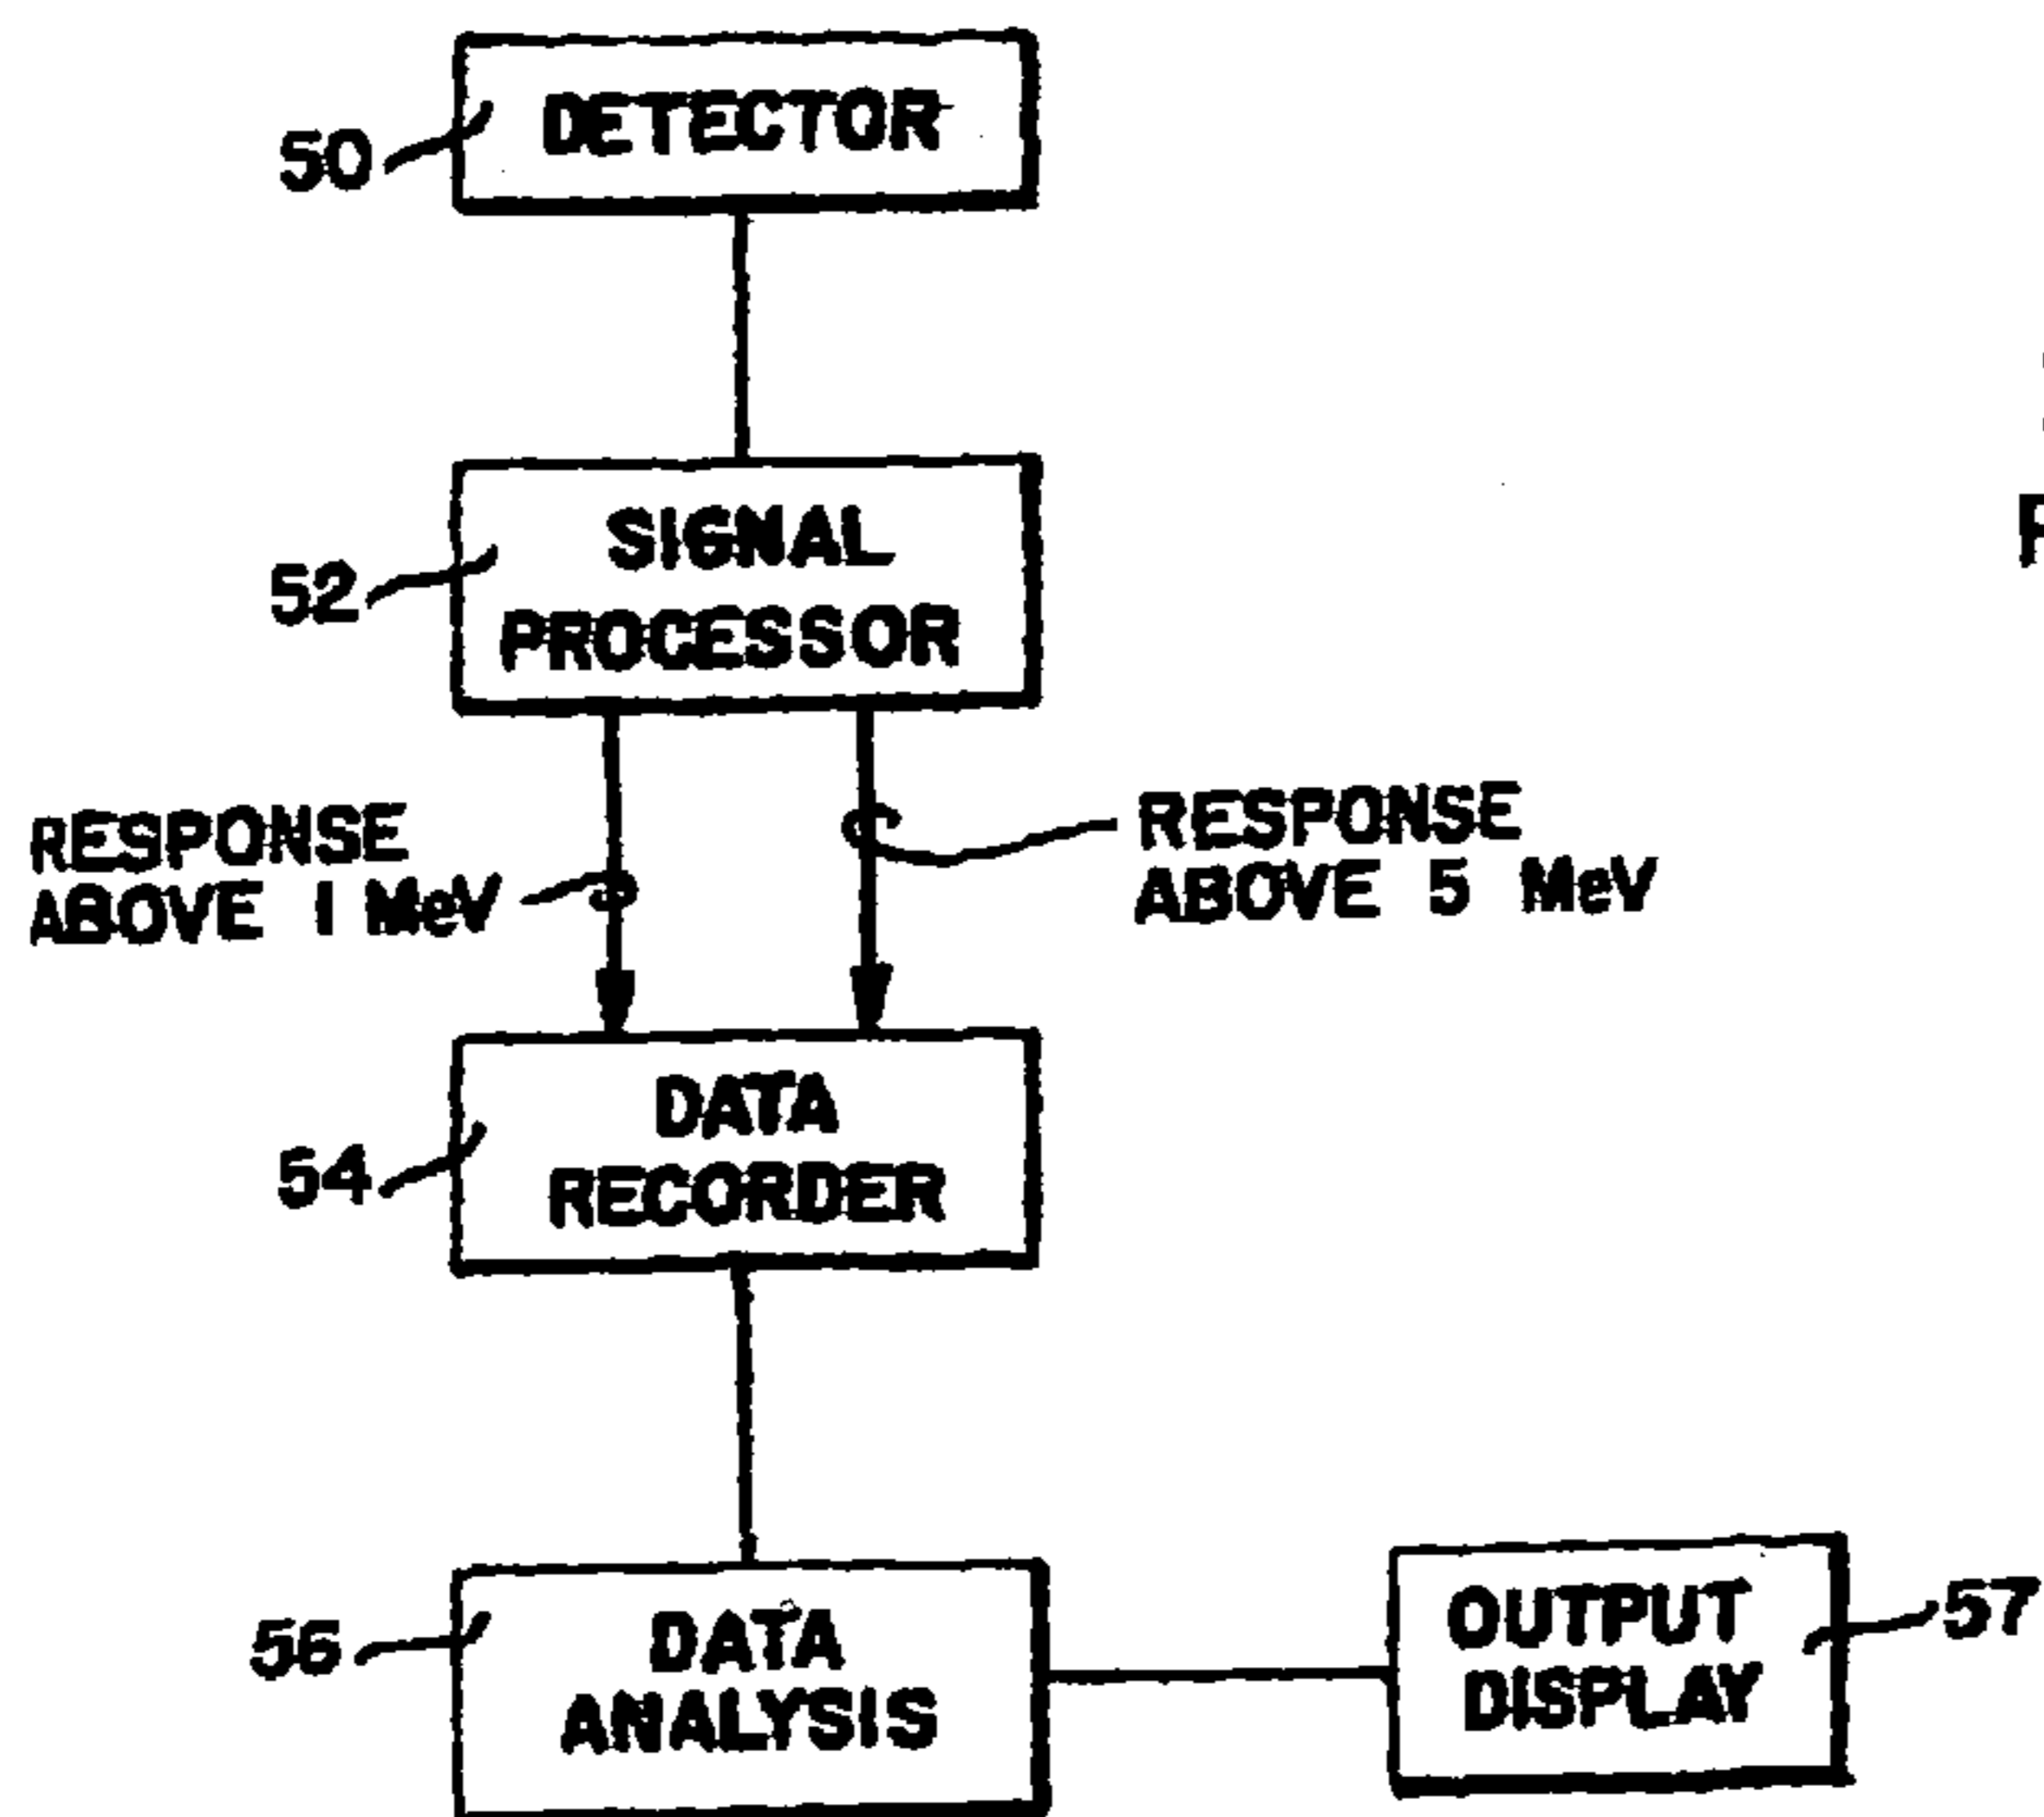 DETECTOR
50
SIGNAL
PROCESSOR
52
RESPONSE
ABOVE 1 MeV
RESPONSE
ABOVE 5 MeV
DATA
RECORDER
54
DATA
ANALYSIS
56
OUTPUT
DISPLAY
57